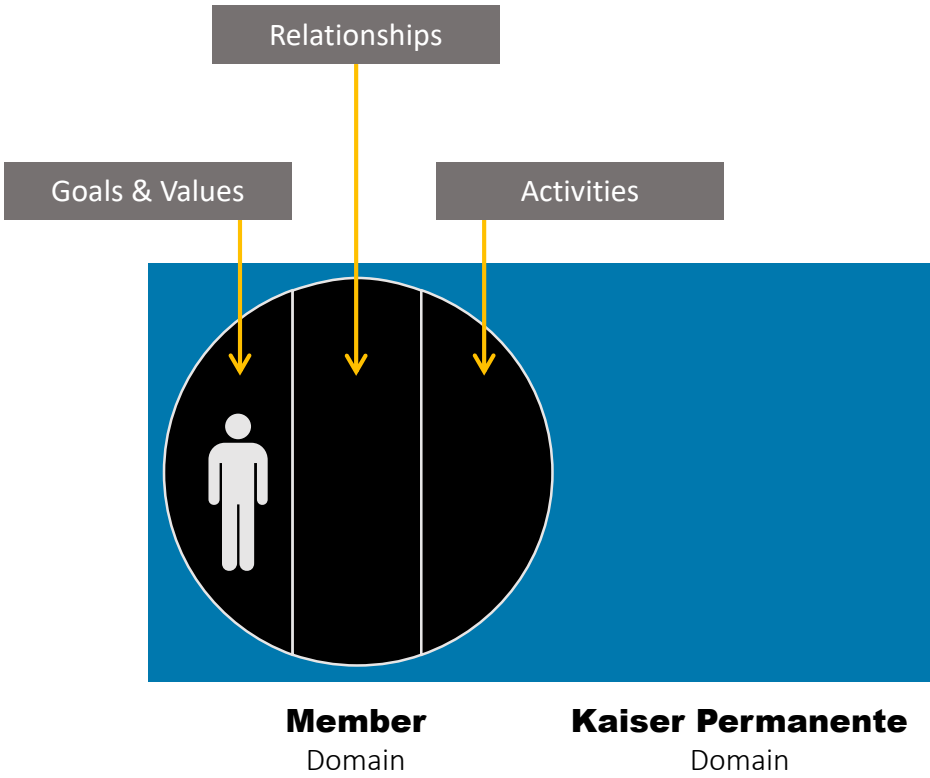 Relationships
Goals & Values
Activities
Member
Domain
Kaiser Permanente
Domain